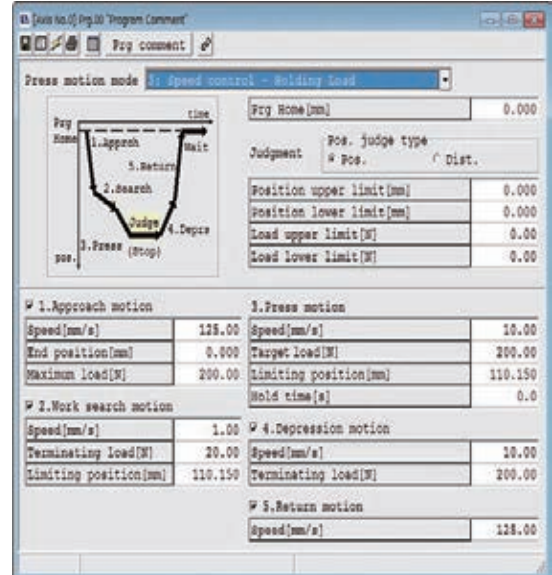 [Axis No.0] Prg.00 "Program Comment"
Prg comment
Press motion mode 3: Speed control - Holding Load
Prg Home
time
1.Approh
Wait
5.Return
2.Search
Judge
4.Deprs
3.Press
(Stop)
pos.
Prg Home[mm] 0.000
Judgment
Pos. judge type
Pos. Dist.
Position upper limit[mm] 0.000
Position lower limit[mm] 0.000
Load upper limit[N] 0.00
Load lower limit[N] 0.00
1.Approach motion
Speed[mm/s] 125.00
End position[mm] 0.000
Maximum load[N] 200.00
2.Work search motion
Speed[mm/s] 1.00
Terminating load[N] 20.00
Limiting position[mm] 110.150
3.Press motion
Speed[mm/s] 10.00
Target load[N] 200.00
Limiting position[mm] 110.150
Hold time[s] 0.0
4.Depression motion
Speed[mm/s] 10.00
Terminating load[N] 200.00
5.Return motion
Speed[mm/s] 125.00